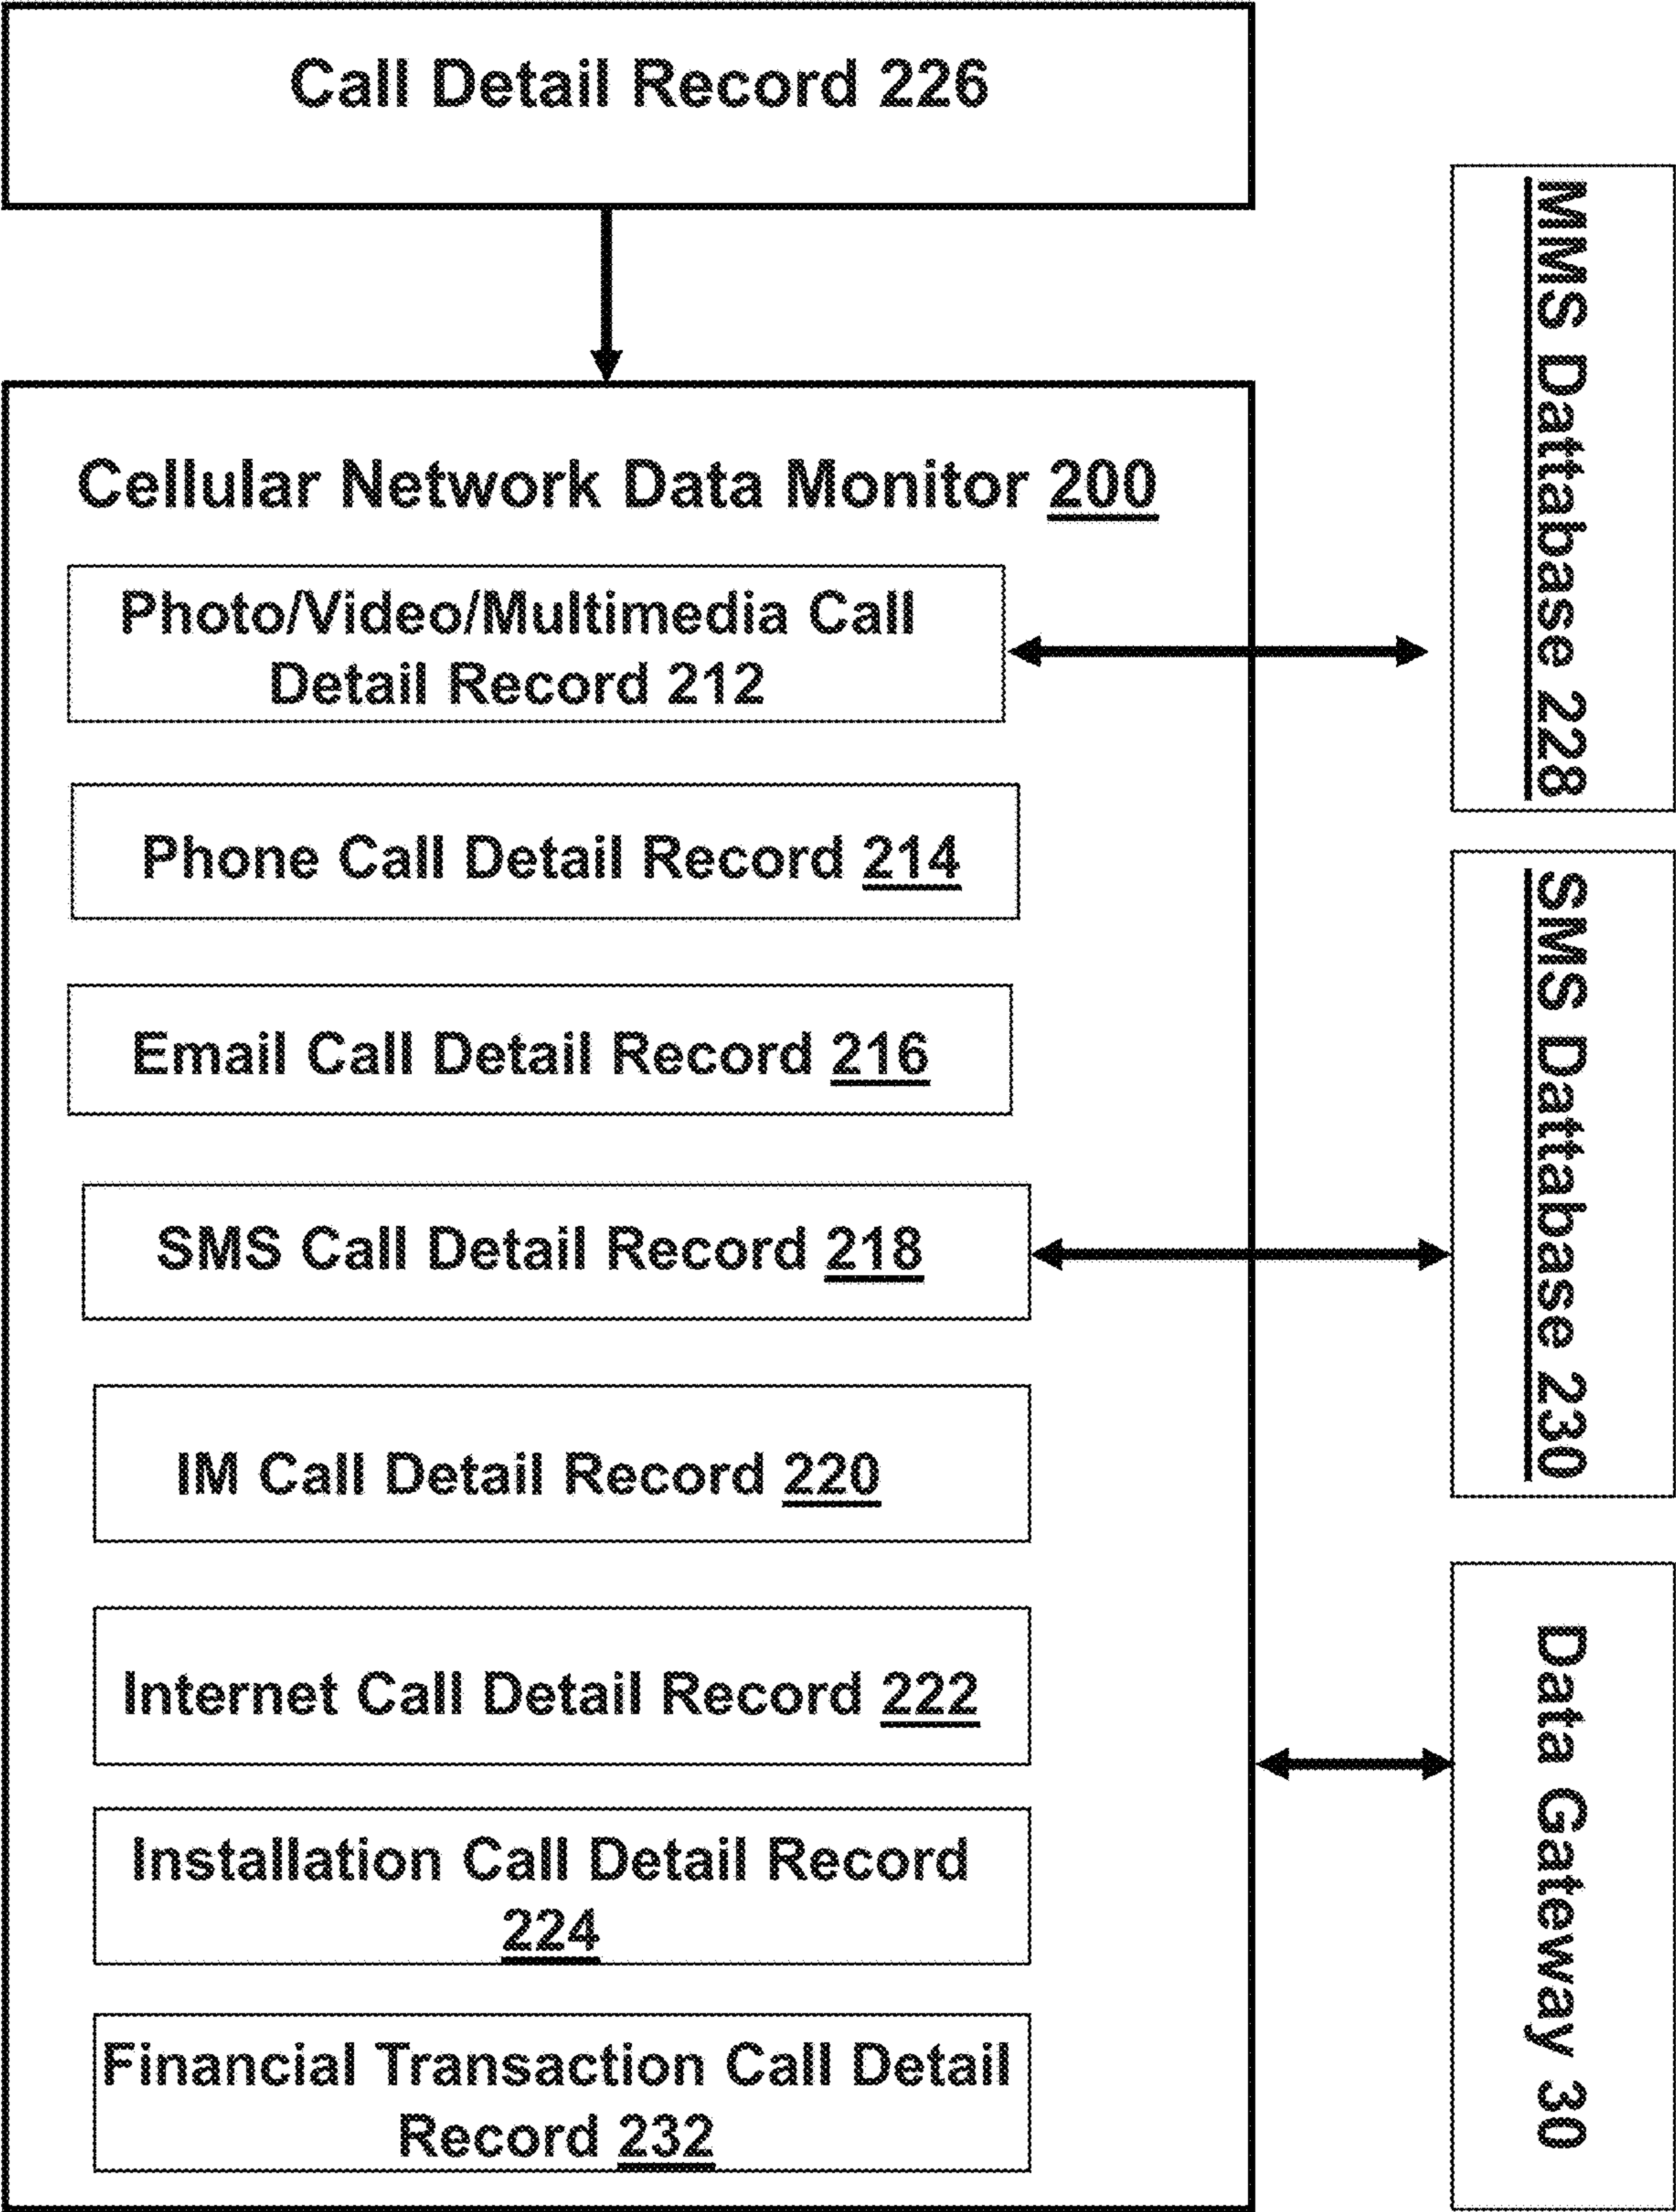 Call Detail Record 226
Cellular Network Data Monitor 200
Photo/Video/Multimedia Call
Detail Record 212
Phone Call Detail Record 214
Email Call Detail Record 216
SMS Call Detail Record 218
IM Call Detail Record 220
Internet Call Detail Record 222
Installation Call Detail Record
224
Financial Transaction Call Detail
Record 232
MMS Dattabase 228
SMS Dattabase 230
Data Gateway 30